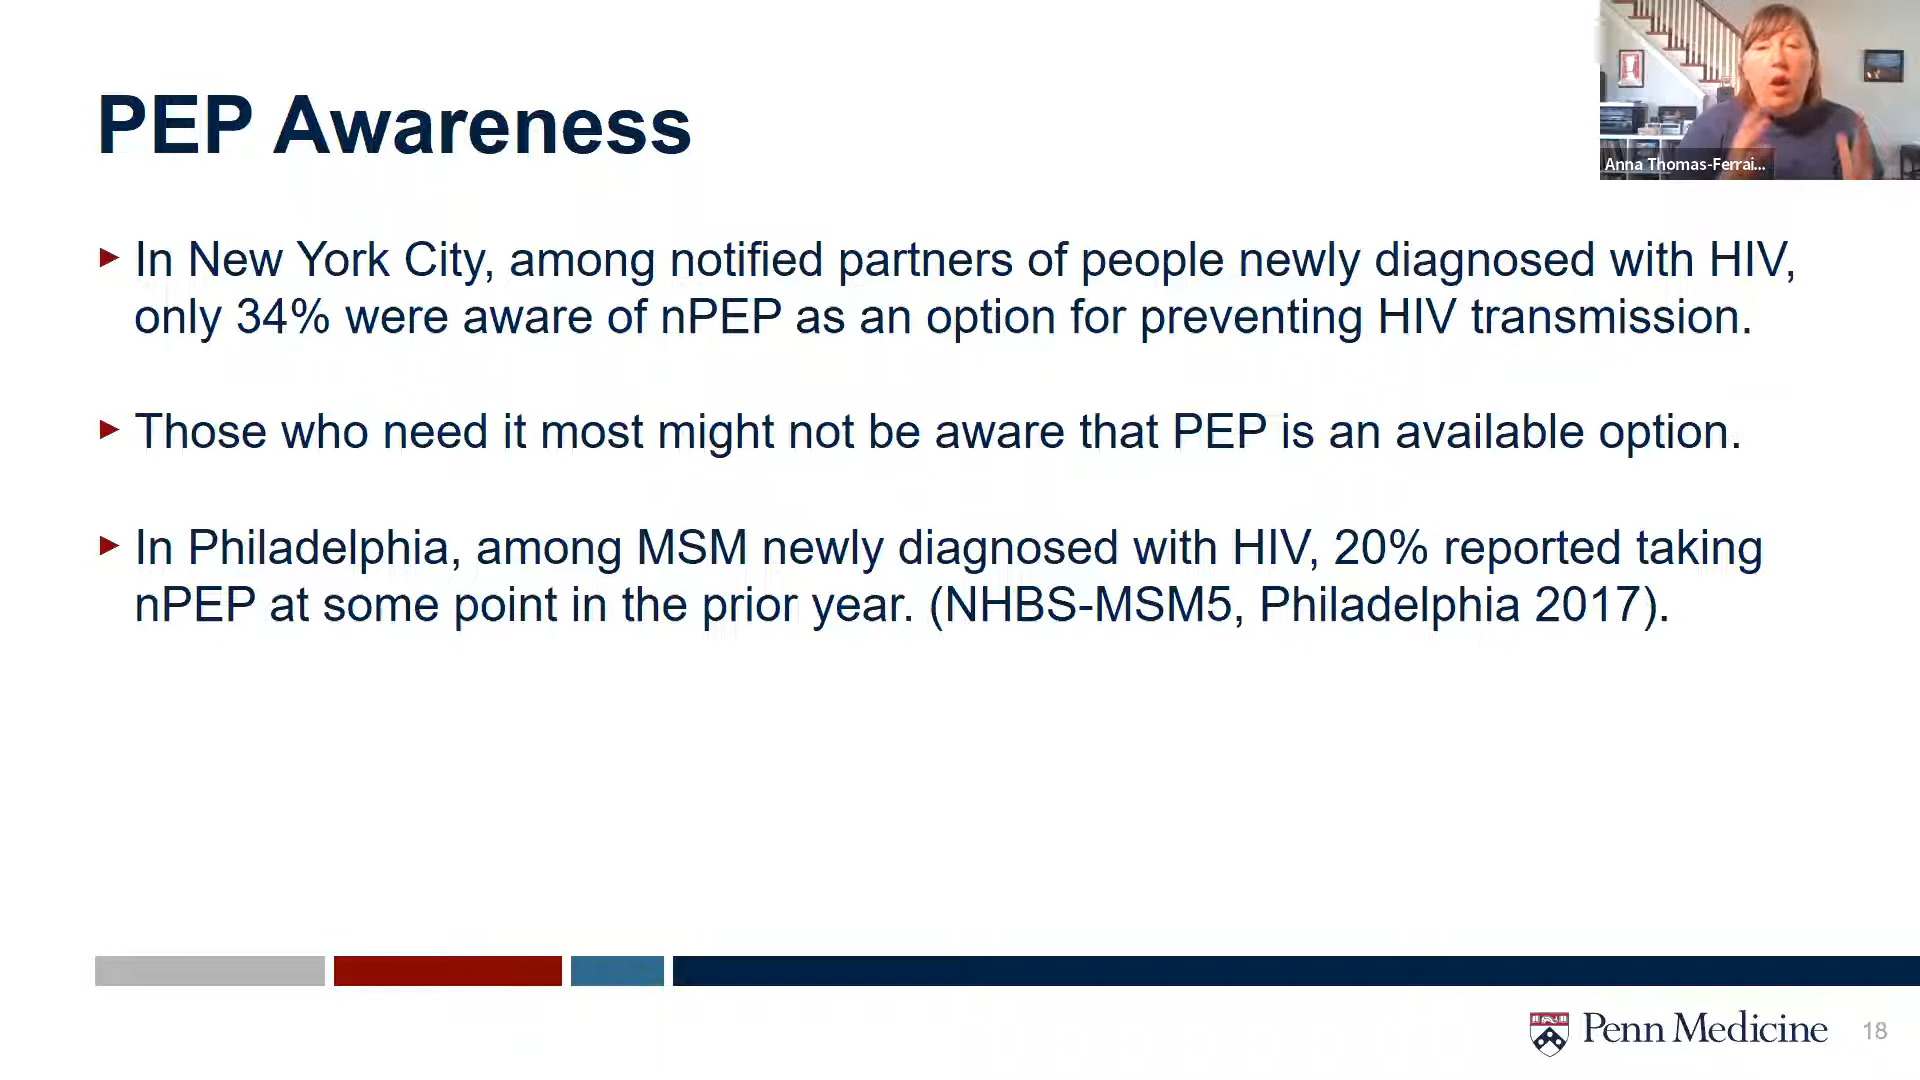 PEP Awareness
Anna Thomas-Ferrai...
In New York City, among notified partners of people newly diagnosed with HIV,
only 34% were aware of nPEP as an option for preventing HIV transmission.
Those who need it most might not be aware that PEP is an available option.
In Philadelphia, among MSM newly diagnosed with HIV, 20% reported taking
nPEP at some point in the prior year. (NHBS-MSM5, Philadelphia 2017).
Penn Medicine
18